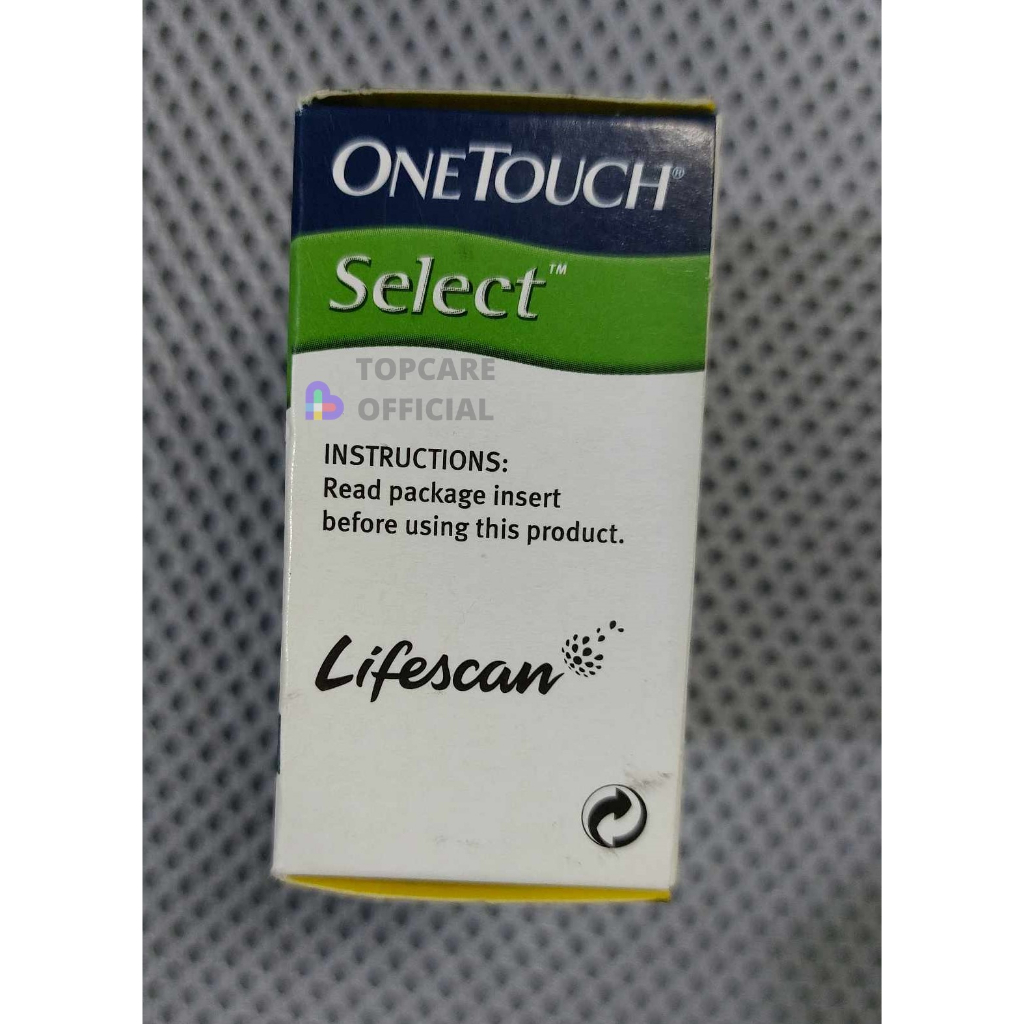 ONETOUCH®
Select™
TOPCARE
OFFICIAL
INSTRUCTIONS:
Read package insert
before using this product.
Lifescan